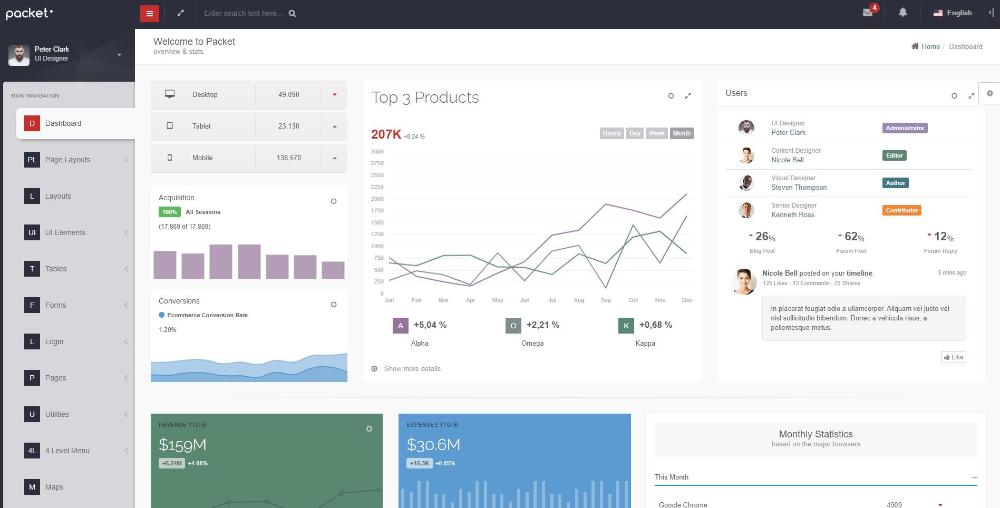 packet
Enter search text here...
4
English
Peter Clark
UI Designer
MAIN NAVIGATION
D Dashboard
PL Page Layouts
L Layouts
UI UI Elements
T Tables
F Forms
L Login
P Pages
U Utilities
4L 4 Level Menu
M Maps
Welcome to Packet
overview & stats
Home / Dashboard
Desktop 49,090
Tablet 23,130
Mobile 138,570
Acquisition
100% All Sessions
(17,869 of 17,869)
Conversions
Ecommerce Conversion Rate
1,20%
Top 3 Products
207K +8.24 %
Hourly Day Week Month
3000
2750
2500
2250
2000
1750
1500
1250
1000
750
500
250
0
Jan Feb Mar Apr May Jun Jul Aug Sep Oct Nov Dec
A +5,04 % O +2,21 % K +0,68 %
Alpha Omega Kappa
Show more details
Users
UI Designer
Peter Clark Administrator
Content Designer
Nicole Bell Editor
Visual Designer
Steven Thompson Author
Senior Designer
Kenneth Ross Contributor
26% 62% 12%
Blog Post Forum Post Forum Reply
Nicole Bell posted on your timeline. 5 mins ago
125 Likes - 12 Comments - 25 Shares
In placerat feugiat odio a ullamcorper. Aliquam vel justo vel
nisl sollicitudin bibendum. Donec a vehicula risus, a
pellentesque metus.
Like
REVENUE YTD
$159M
+6.24M +4.08%
EXPENSES YTD
$30.6M
+15.3K +0.05%
Monthly Statistics
based on the major browsers
This Month
Google Chrome 4909